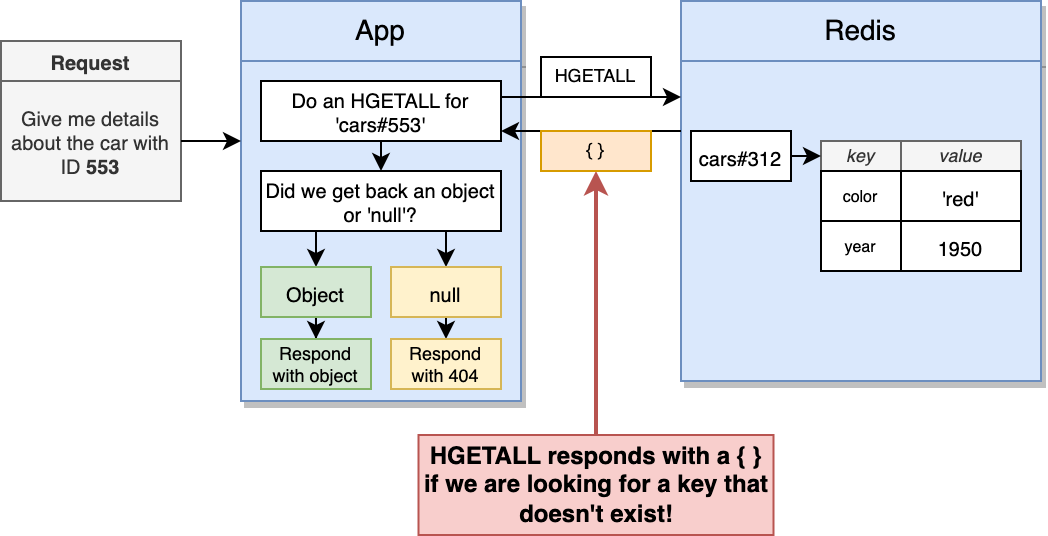 Request
Give me details
about the car with
ID 553
App
Do an HGETALL for
'cars#553'
Did we get back an object
or 'null'?
Object
null
Respond
with object
Respond
with 404
HGETALL
{ }
Redis
cars#312
key
value
color
'red'
year
1950
HGETALL responds with a { }
if we are looking for a key that
doesn't exist!